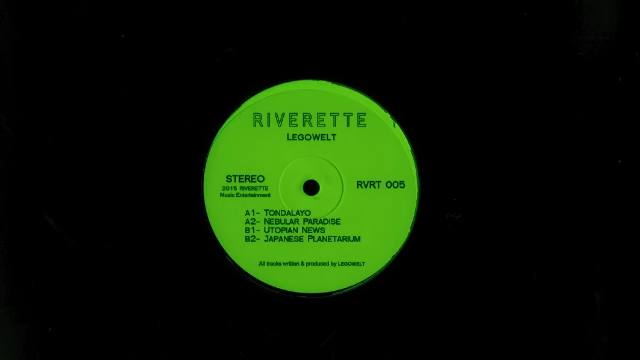 RIVERETTE
LEGOWELT
STEREO
2015 RIVERETTE
Music Entertainment
RVRT 005
A1- TONDALAYO
A2- NEBULAR PARADISE
B1- UTOPIAN NEWS
B2- JAPANESE PLANETARIUM
All tracks written & produced by LEGOWELT